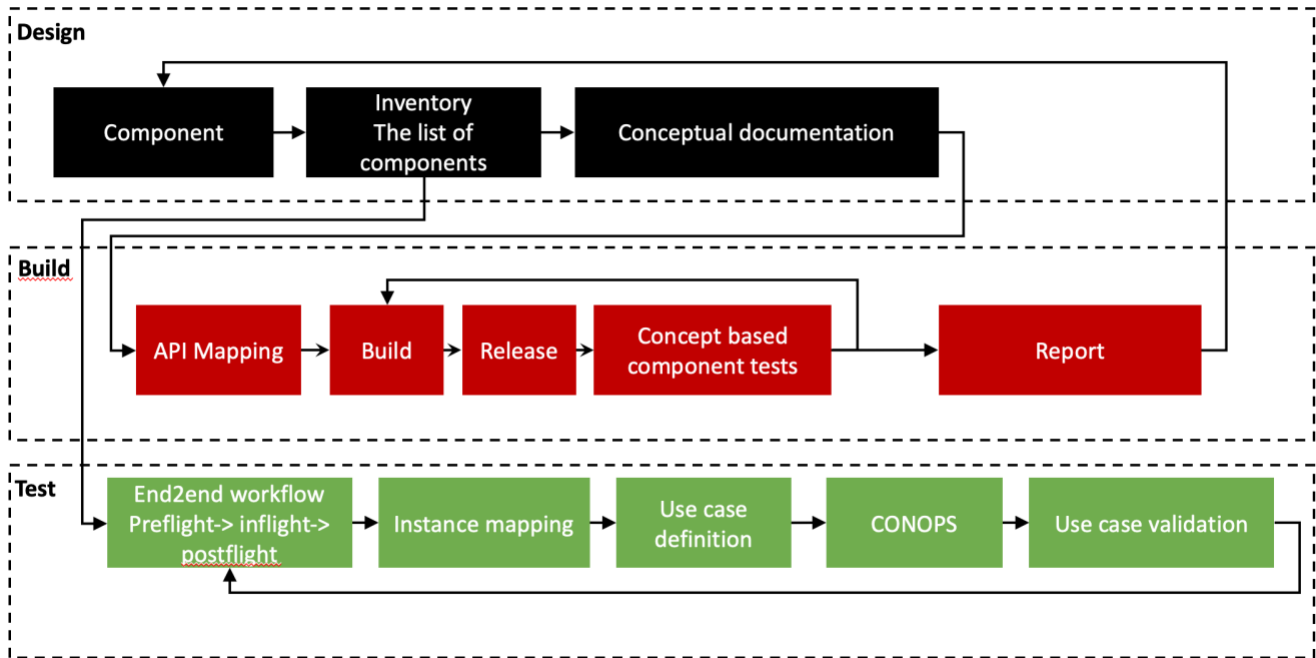 Design
Component
Inventory
The list of
components
Conceptual documentation
Build
API Mapping
Build
Release
Concept based
component tests
Report
Test
End2end workflow
Preflight-> inflight->
postflight
Instance mapping
Use case
definition
CONOPS
Use case validation